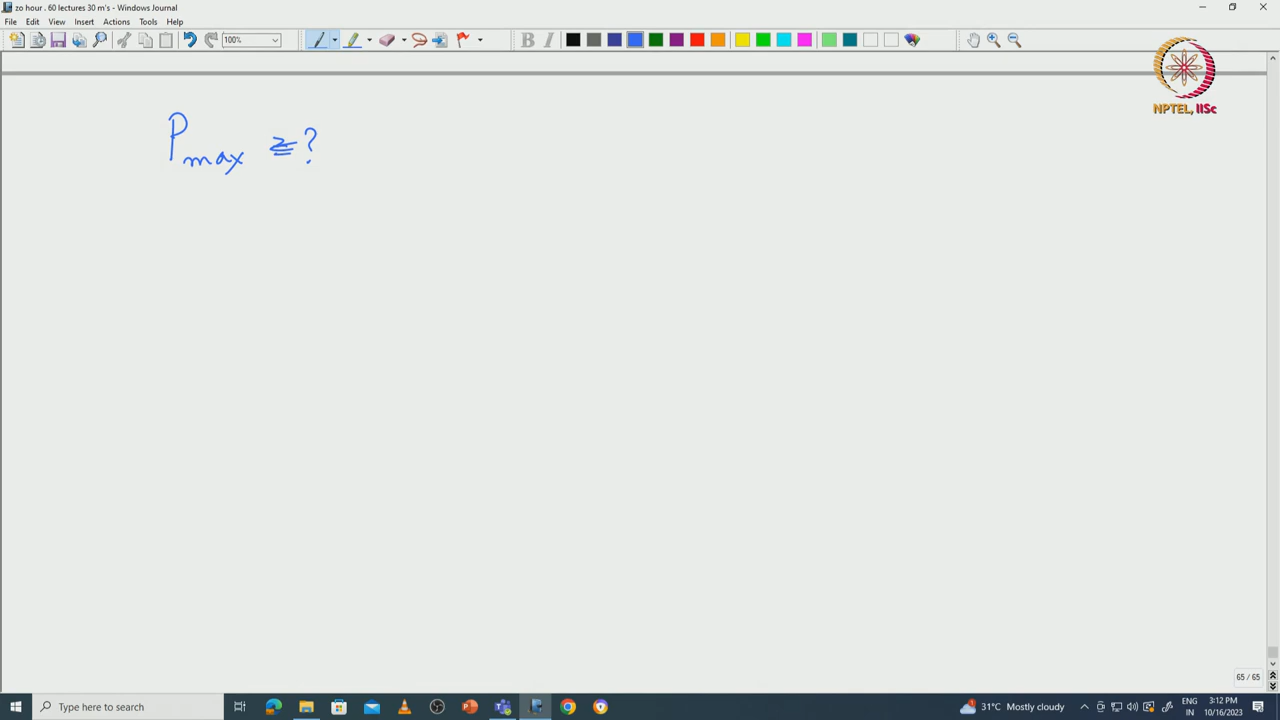 zo hour . 60 lectures 30 m's - Windows Journal
File Edit View Insert Actions Tools Help
100%
NPTEL, IISc
Pmax = ?
65 / 65
Type here to search
31°C Mostly cloudy
ENG
IN
3:12 PM
10/16/2023